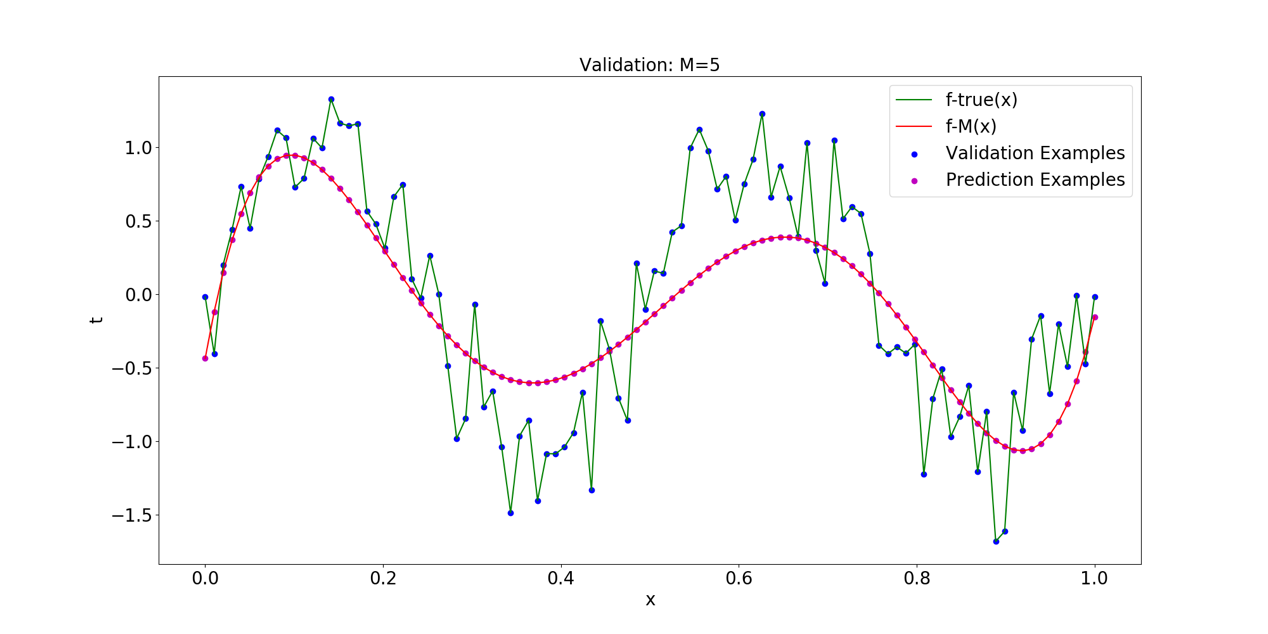 Validation: M=5
f-true(x)
f-M(x)
Validation Examples
Prediction Examples
1.0
0.5
0.0
−0.5
−1.0
−1.5
t
0.0 0.2 0.4 0.6 0.8 1.0
x